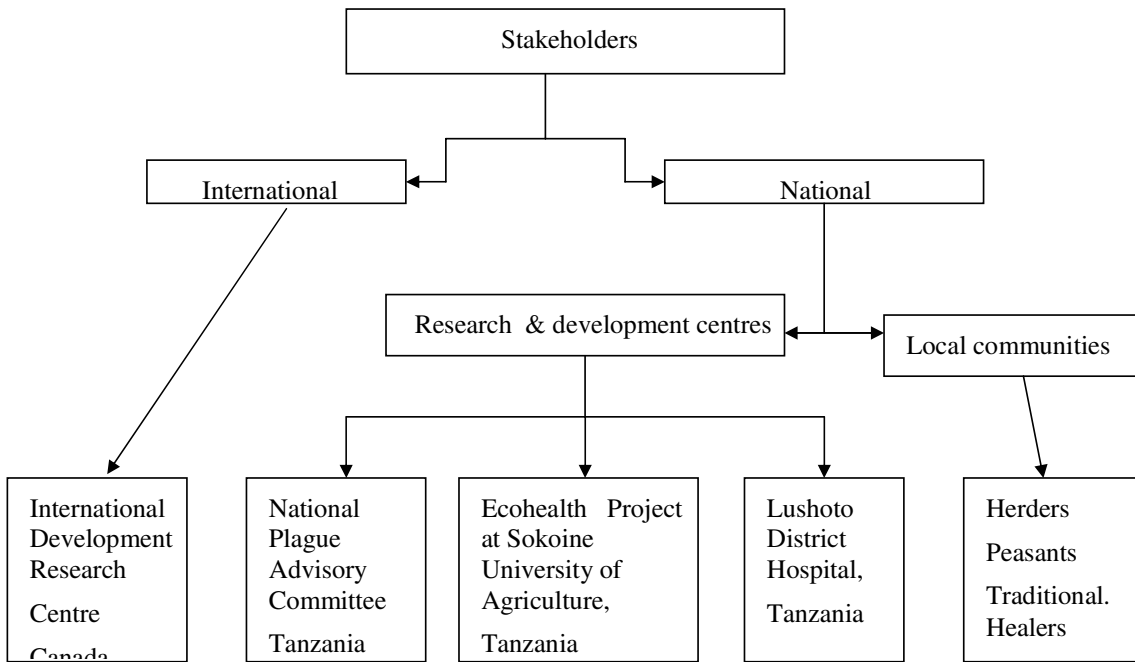 Stakeholders
International
National
Research & development centres
Local communities
International
Development
Research
Centre
Canada
National
Plague
Advisory
Committee
Tanzania
Ecohealth Project
at Sokoine
University of
Agriculture,
Tanzania
Lushoto
District
Hospital,
Tanzania
Herders
Peasants
Traditional.
Healers